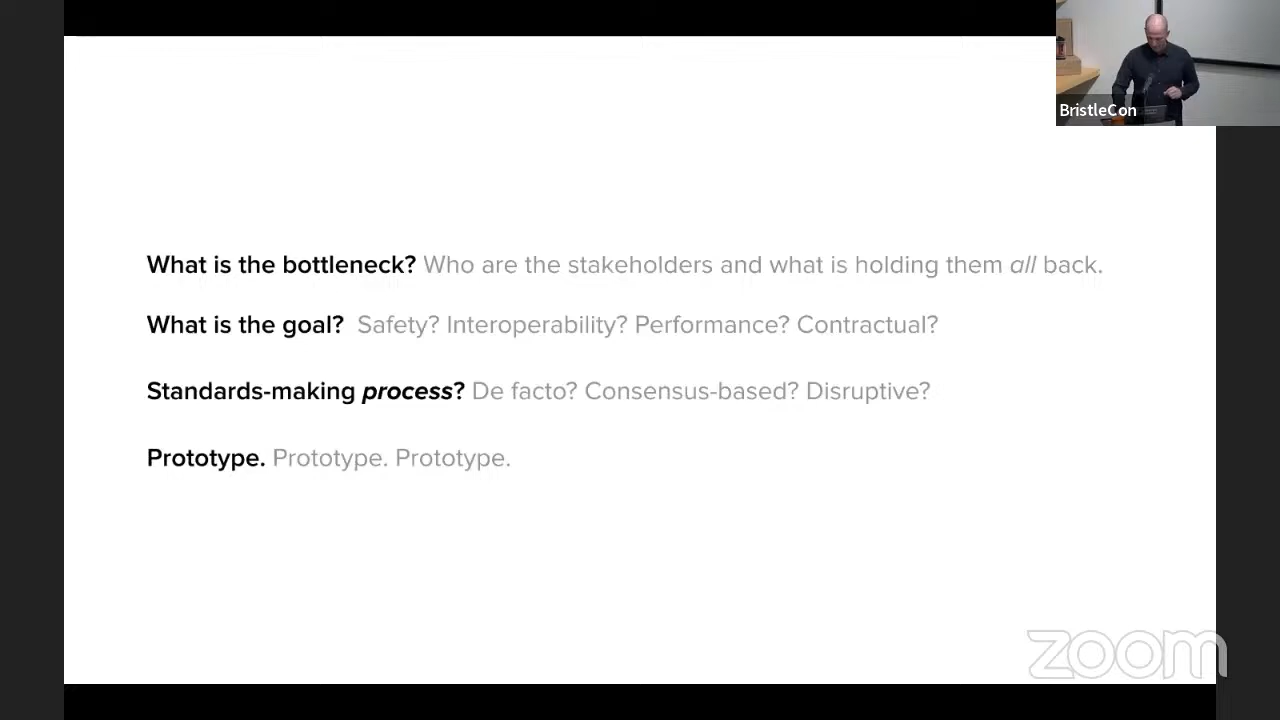 BristleCon
What is the bottleneck? Who are the stakeholders and what is holding them all back.
What is the goal? Safety? Interoperability? Performance? Contractual?
Standards-making process? De facto? Consensus-based? Disruptive?
Prototype. Prototype. Prototype.
zoom